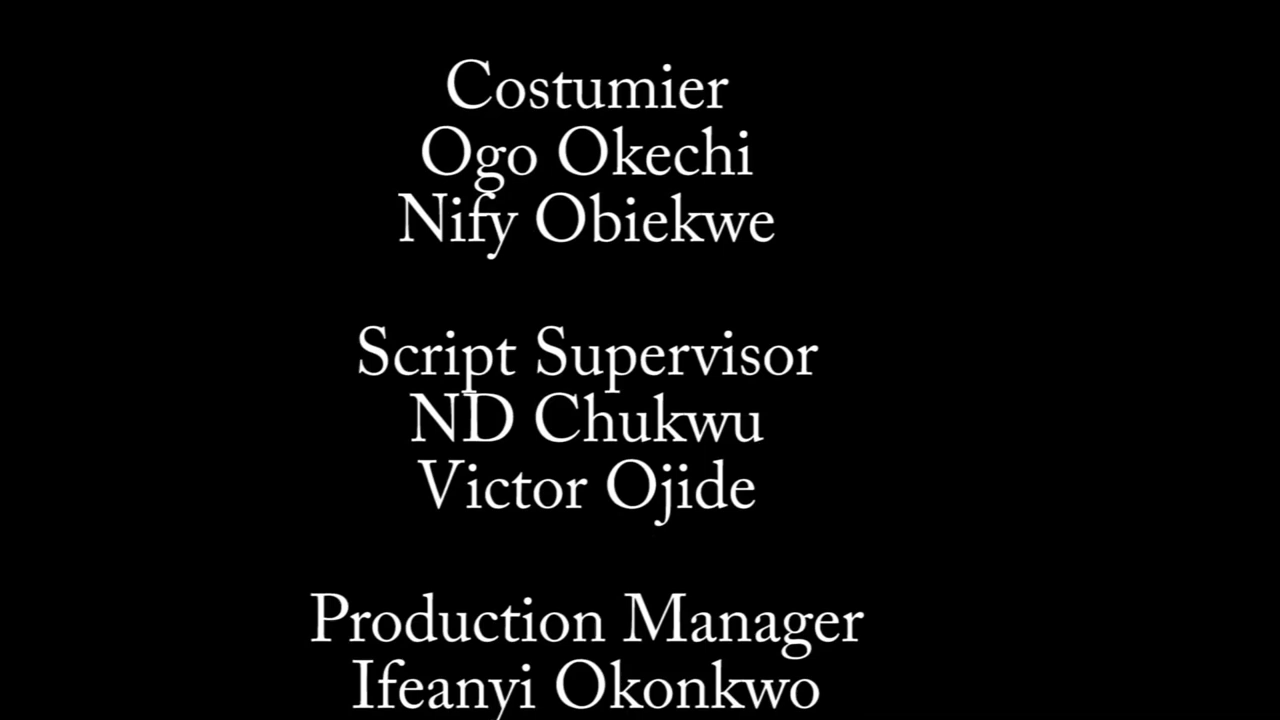 Costumier
Ogo Okechi
Nify Obiekwe
Script Supervisor
ND Chukwu
Victor Ojide
Production Manager
Ifeanyi Okonkwo